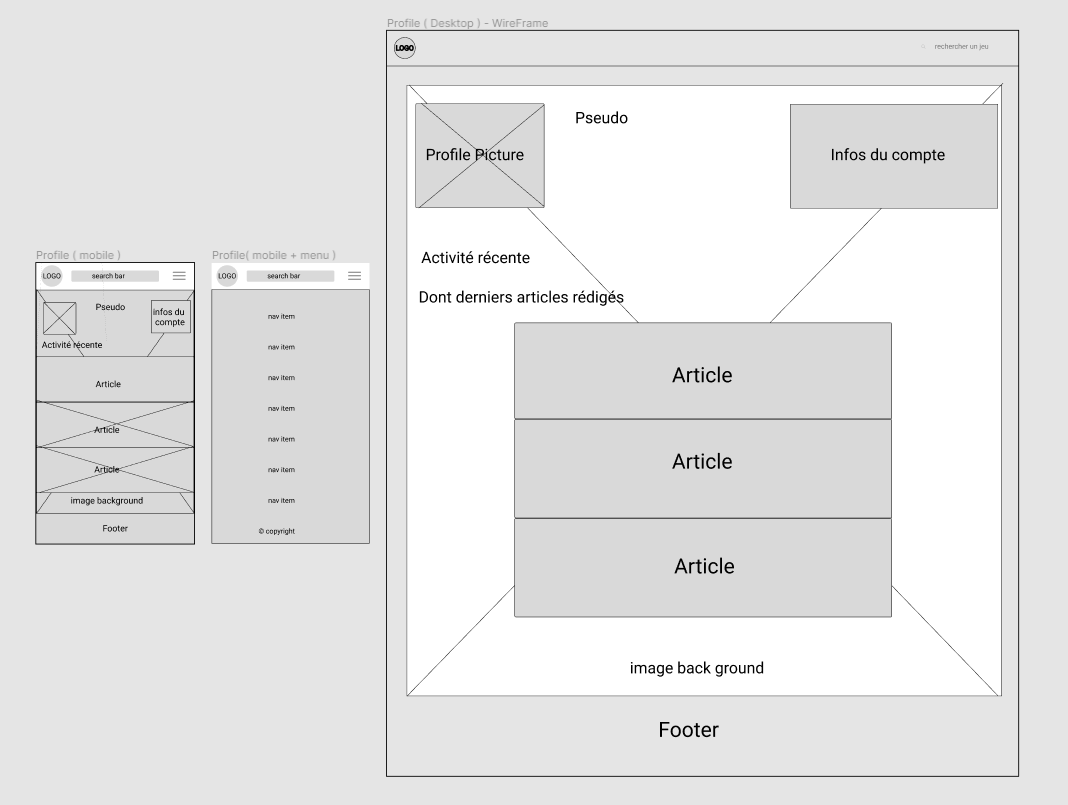 Profile ( Desktop ) - WireFrame
LOGO
rechercher un jeu
Profile Picture
Pseudo
Infos du compte
Activité récente
Dont derniers articles rédigés
Article
Article
Article
image back ground
Footer
Profile ( mobile )
LOGO
search bar
Pseudo
infos du
compte
Activité récente
Article
Article
Article
image background
Footer
Profile( mobile + menu )
LOGO
search bar
nav item
nav item
nav item
nav item
nav item
nav item
nav item
© copyright